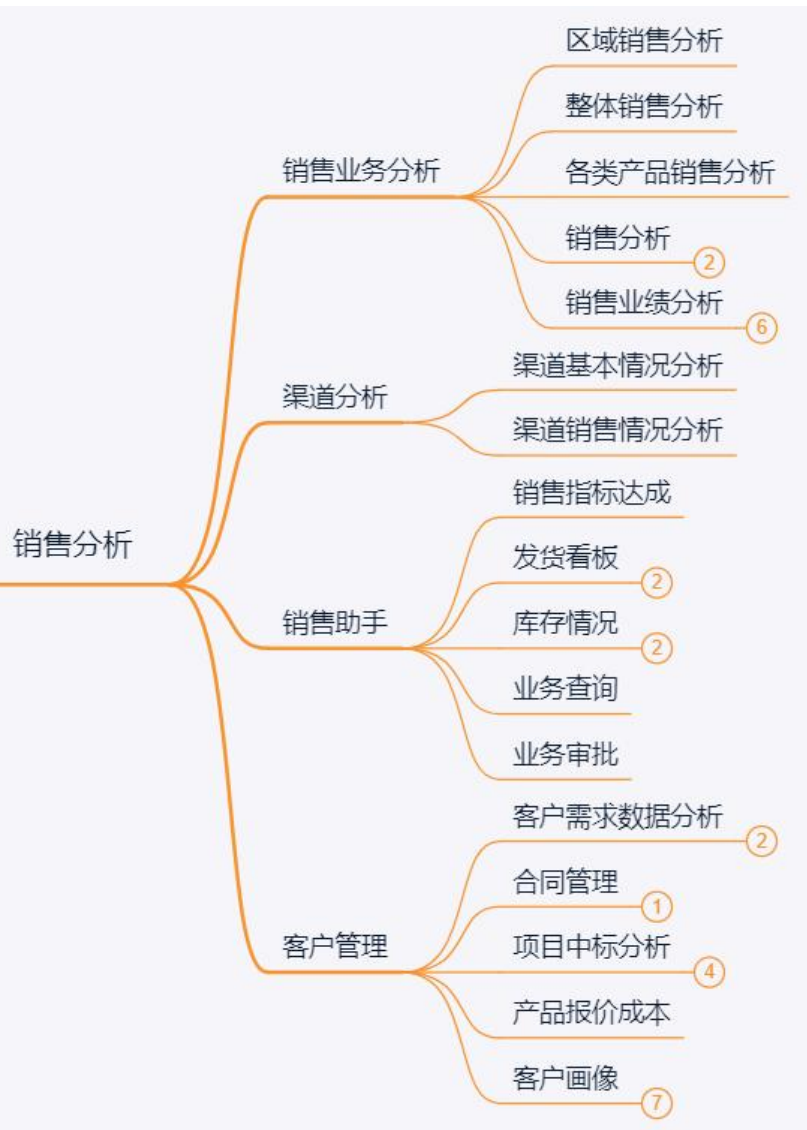 区域销售分析
整体销售分析
销售业务分析
各类产品销售分析
销售分析
2
销售业绩分析
6
渠道基本情况分析
渠道分析
渠道销售情况分析
销售指标达成
销售分析
发货看板
2
销售助手
库存情况
2
业务查询
业务审批
客户需求数据分析
2
合同管理
1
客户管理
项目中标分析
4
产品报价成本
客户画像
7